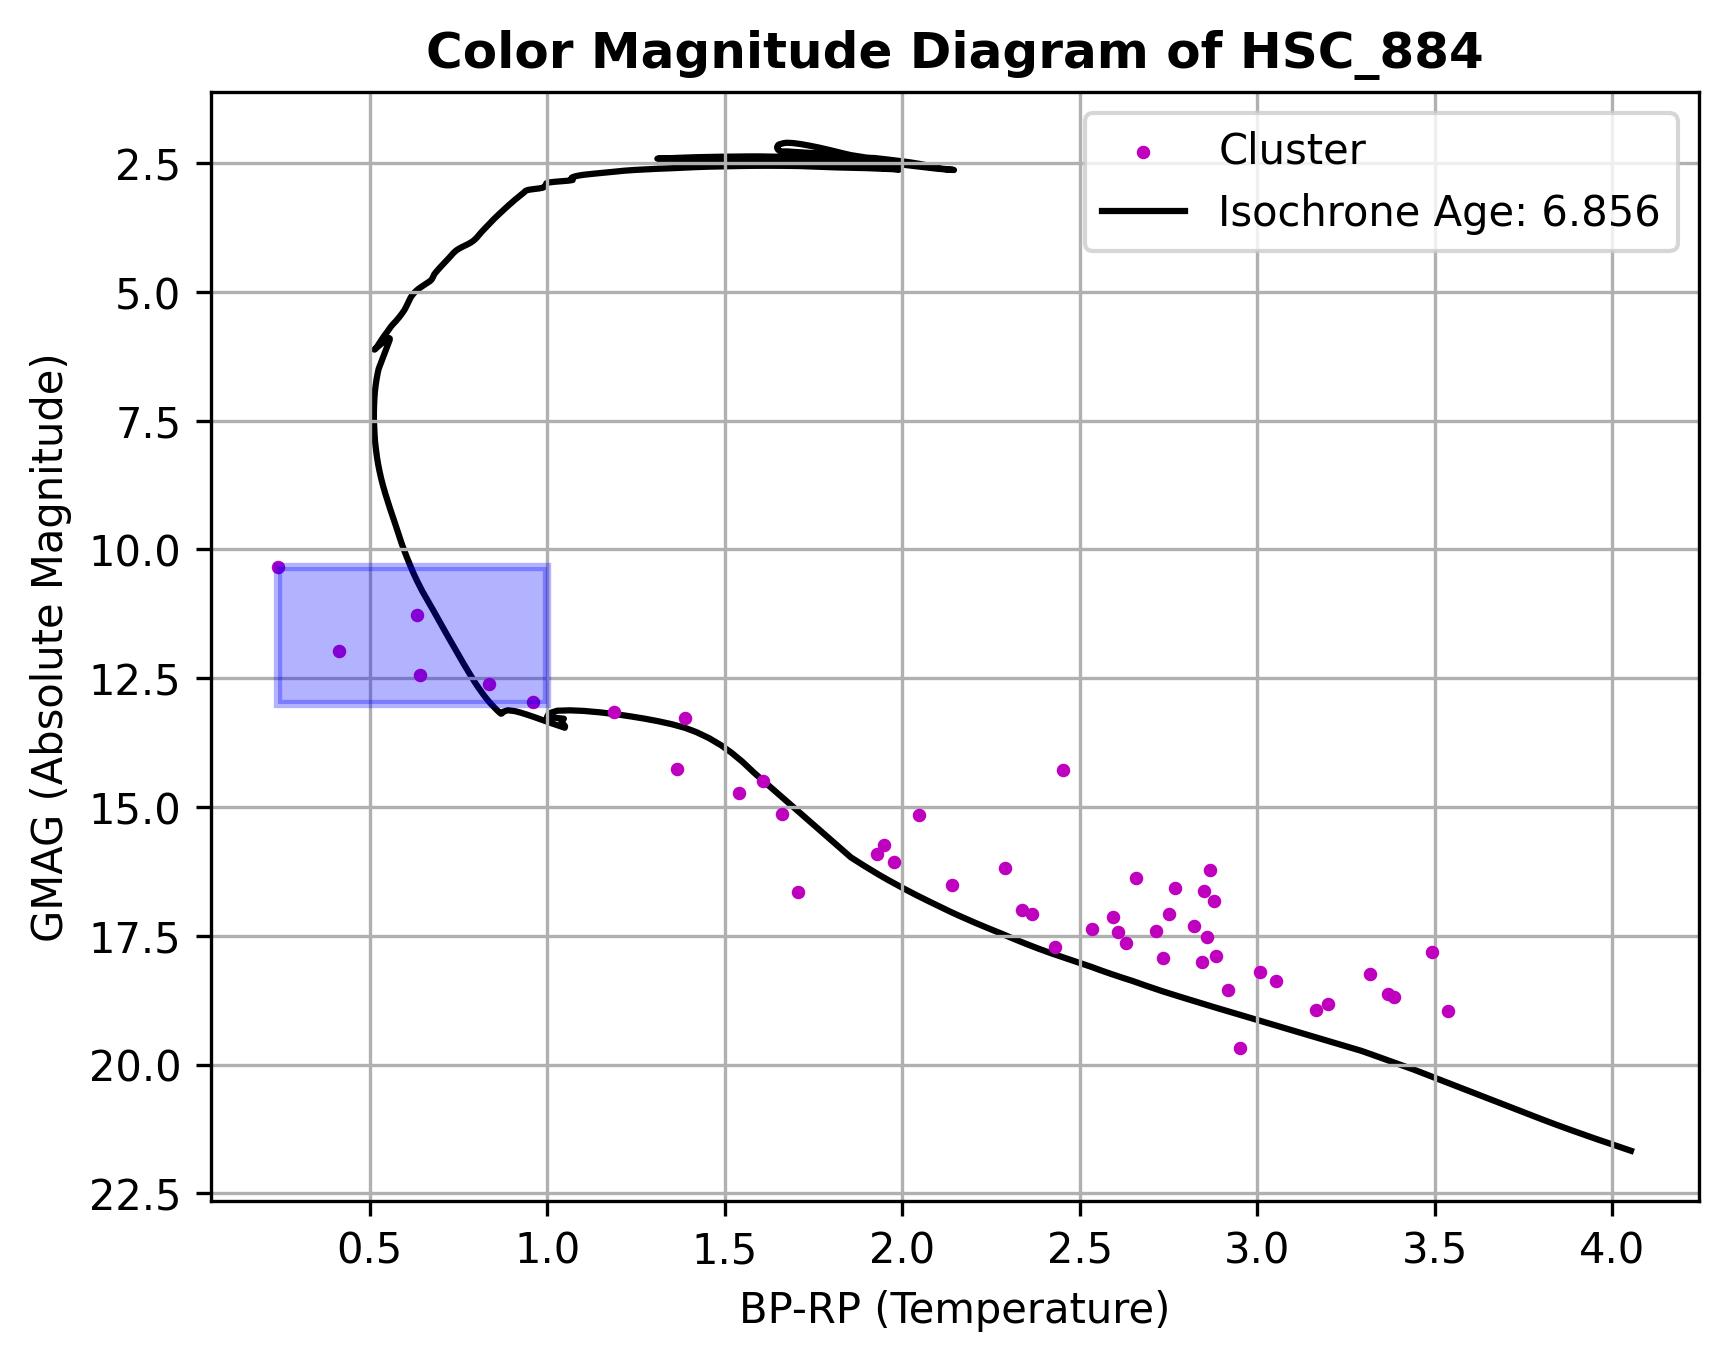 Color Magnitude Diagram of HSC_884
Cluster
Isochrone Age: 6.856
GMAG (Absolute Magnitude)
2.5
5.0
7.5
10.0
12.5
15.0
17.5
20.0
22.5
0.5 1.0 1.5 2.0 2.5 3.0 3.5 4.0
BP-RP (Temperature)